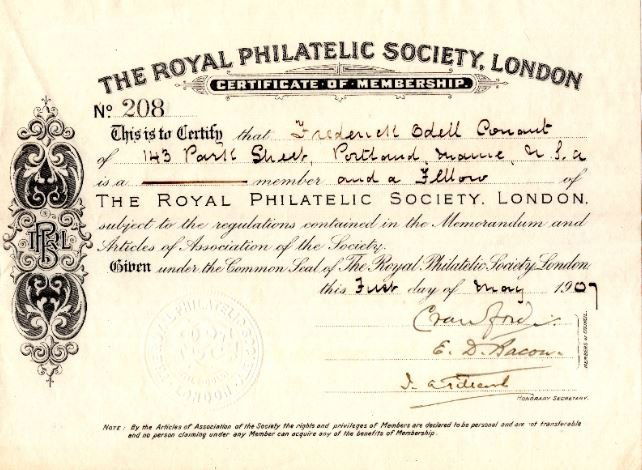 THE ROYAL PHILATELIC SOCIETY, LONDON
CERTIFICATE OF MEMBERSHIP.
No. 208
This is to Certify that Frederick Odell Conant
of 143 Park Street, Portland, Maine, U.S.a
is a member and a Fellow of
THE ROYAL PHILATELIC SOCIETY, LONDON,
subject to the regulations contained in the Memorandum and
Articles of Association of the Society.
Given under the Common Seal of The Royal Philatelic Society, London
this First day of May 1907
Crawford
E. D. Bacon
MEMBERS OF COUNCIL.
HONORARY SECRETARY.
NOTE: By the Articles of Association of the Society the rights and privileges of Members are declared to be personal and are not transferable
and no person claiming under any Member can acquire any of the benefits of Membership.